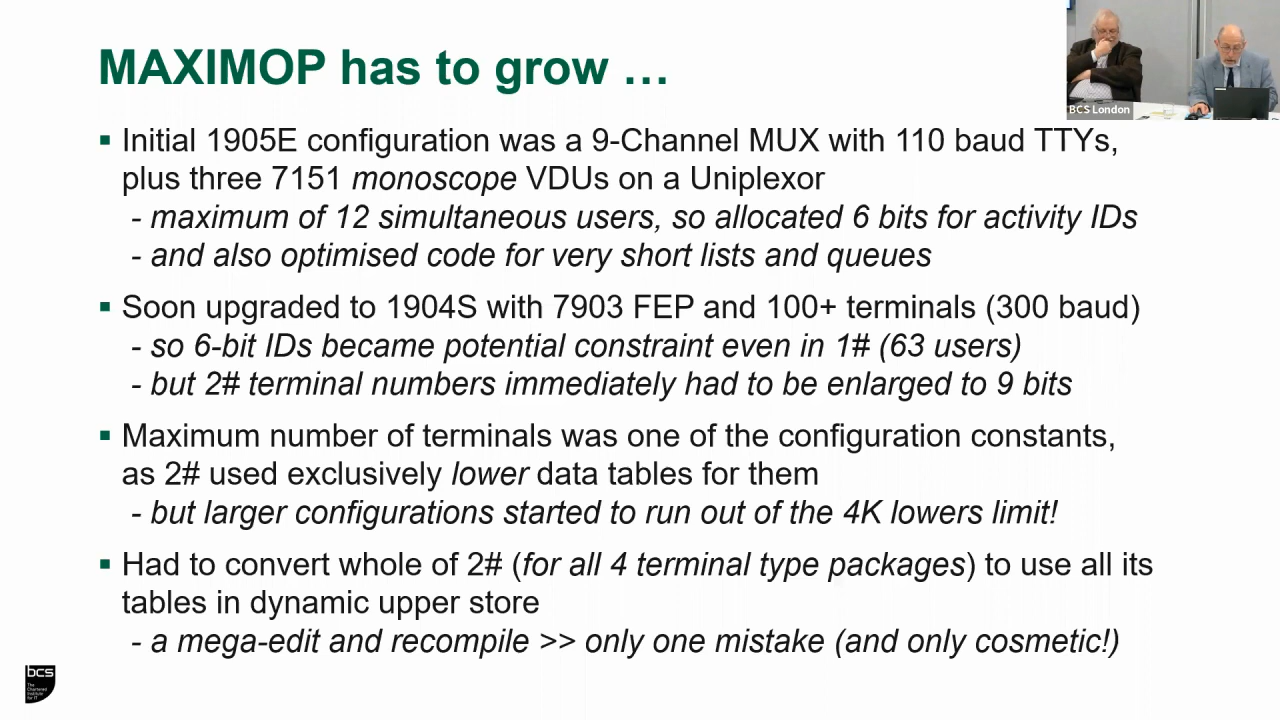 MAXIMOP has to grow …
BCS London
▪ Initial 1905E configuration was a 9-Channel MUX with 110 baud TTYs,
plus three 7151 monoscope VDUs on a Uniplexor
- maximum of 12 simultaneous users, so allocated 6 bits for activity IDs
- and also optimised code for very short lists and queues
▪ Soon upgraded to 1904S with 7903 FEP and 100+ terminals (300 baud)
- so 6-bit IDs became potential constraint even in 1# (63 users)
- but 2# terminal numbers immediately had to be enlarged to 9 bits
▪ Maximum number of terminals was one of the configuration constants,
as 2# used exclusively lower data tables for them
- but larger configurations started to run out of the 4K lowers limit!
▪ Had to convert whole of 2# (for all 4 terminal type packages) to use all its
tables in dynamic upper store
- a mega-edit and recompile >> only one mistake (and only cosmetic!)
bcs
The
Chartered
Institute
for IT